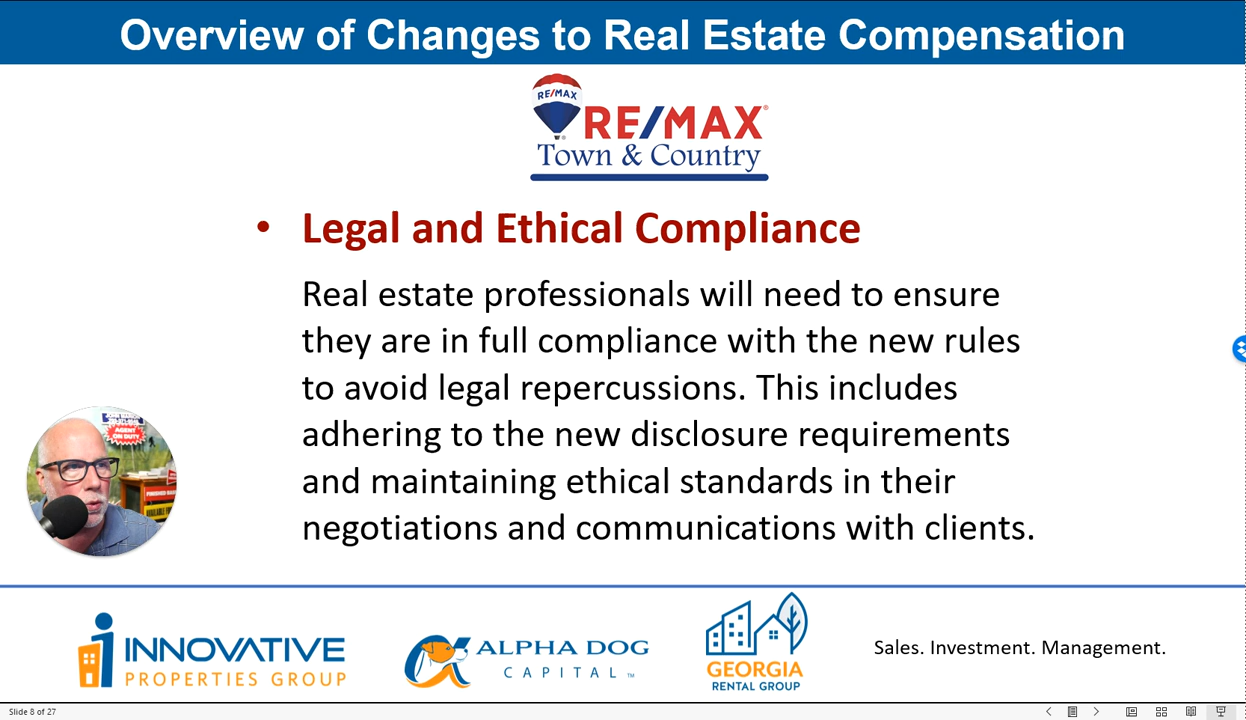 Overview of Changes to Real Estate Compensation
RE/MAX
RE/MAX®
Town & Country
• Legal and Ethical Compliance
Real estate professionals will need to ensure
they are in full compliance with the new rules
to avoid legal repercussions. This includes
adhering to the new disclosure requirements
and maintaining ethical standards in their
negotiations and communications with clients.
AGENT
ON DUTY
INNOVATIVE
PROPERTIES GROUP
ALPHA DOG
CAPITAL™
GEORGIA
RENTAL GROUP
Sales. Investment. Management.
Slide 8 of 27